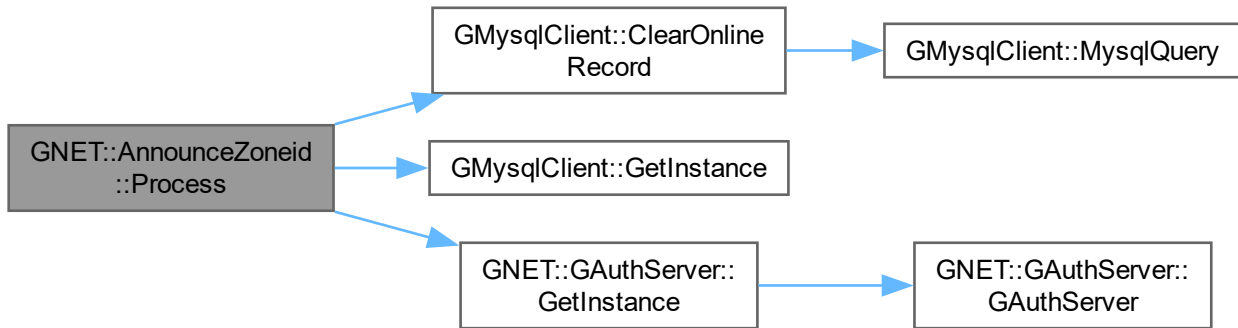 GMysqlClient::ClearOnline
Record
GMysqlClient::MysqlQuery
GNET::AnnounceZoneid
::Process
GMysqlClient::GetInstance
GNET::GAuthServer::
GetInstance
GNET::GAuthServer::
GAuthServer